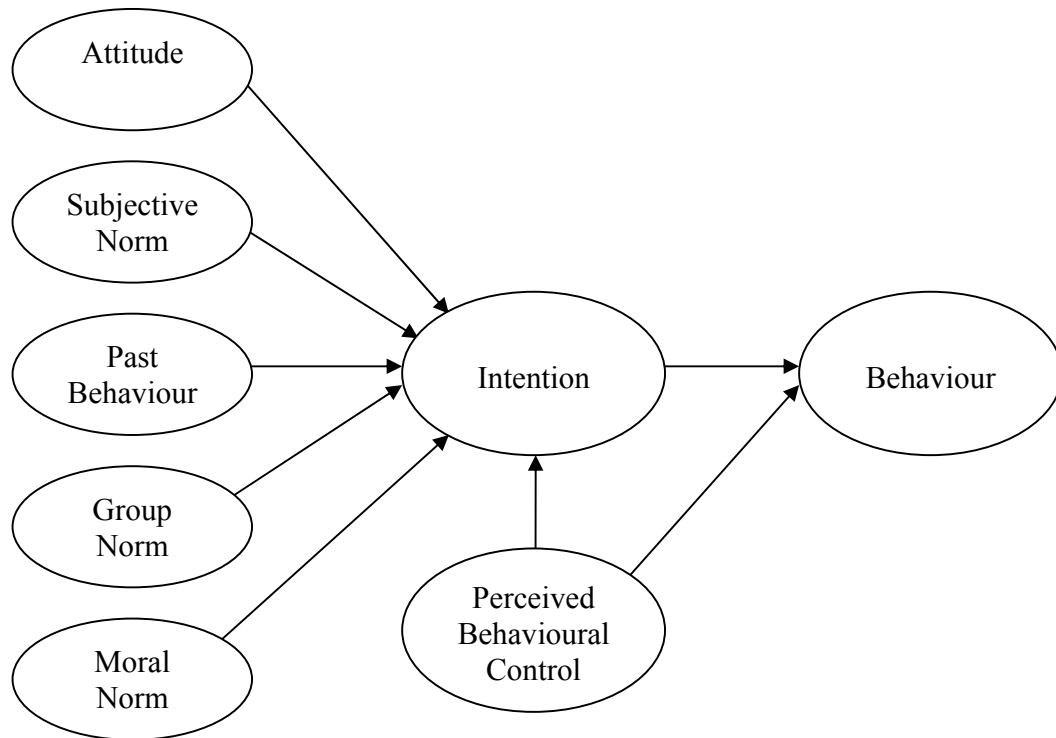 Attitude
Subjective
Norm
Past
Behaviour
Group
Norm
Moral
Norm
Intention
Perceived
Behavioural
Control
Behaviour